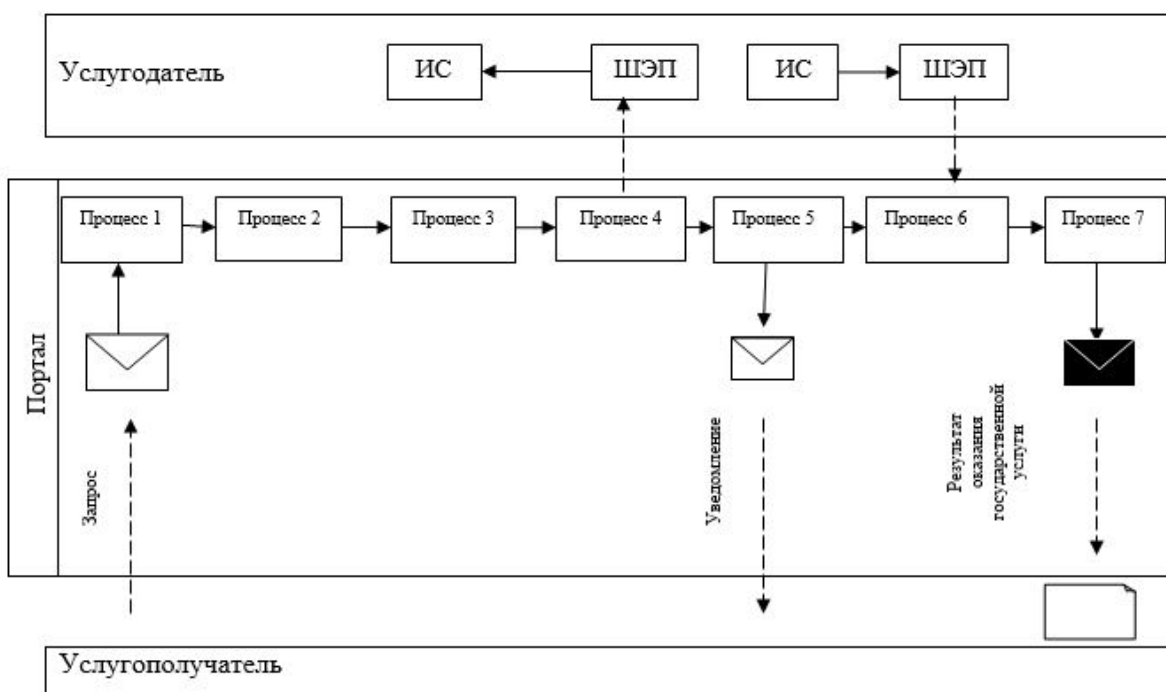 Услугодатель
ИС
ШЭП
ИС
ШЭП
Портал
Процесс 1
Процесс 2
Процесс 3
Процесс 4
Процесс 5
Процесс 6
Процесс 7
Запрос
Уведомление
Результат
оказания
государственной
услуги
Услугополучатель